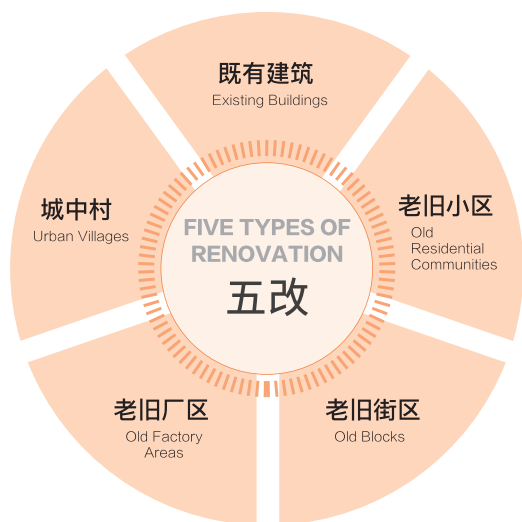 既有建筑
Existing Buildings
城中村
Urban Villages
老旧小区
Old
Residential
Communities
FIVE TYPES OF
RENOVATION
五改
老旧厂区
Old Factory
Areas
老旧街区
Old Blocks